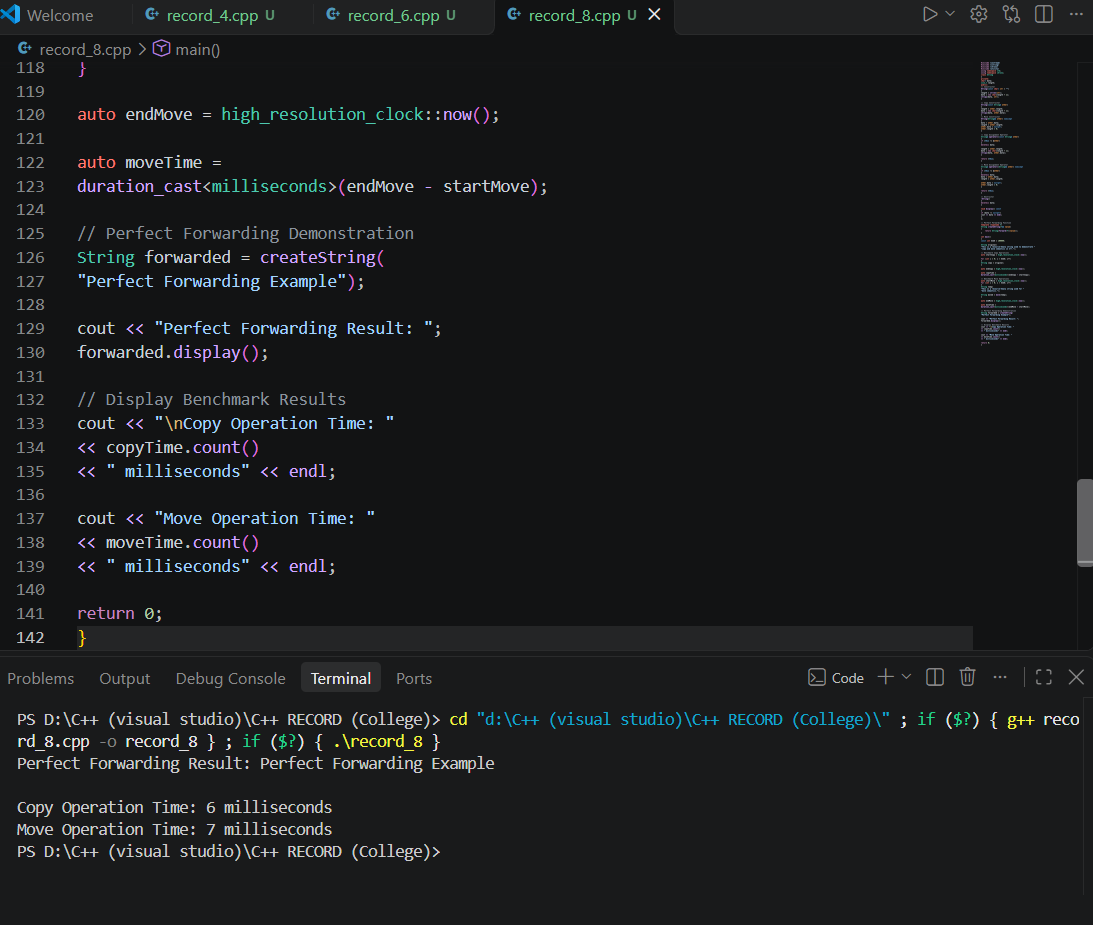 Welcome
record_4.cpp U
record_6.cpp U
record_8.cpp U
record_8.cpp > main()
118 }
119
120 auto endMove = high_resolution_clock::now();
121
122 auto moveTime =
123 duration_cast<milliseconds>(endMove - startMove);
124
125 // Perfect Forwarding Demonstration
126 String forwarded = createString(
127 "Perfect Forwarding Example");
128
129 cout << "Perfect Forwarding Result: ";
130 forwarded.display();
131
132 // Display Benchmark Results
133 cout << "\nCopy Operation Time: "
134 << copyTime.count()
135 << " milliseconds" << endl;
136
137 cout << "Move Operation Time: "
138 << moveTime.count()
139 << " milliseconds" << endl;
140
141 return 0;
142 }
Problems Output Debug Console Terminal Ports
Code
PS D:\C++ (visual studio)\C++ RECORD (College)> cd "d:\C++ (visual studio)\C++ RECORD (College)\" ; if ($?) { g++ reco
rd_8.cpp -o record_8 } ; if ($?) { .\record_8 }
Perfect Forwarding Result: Perfect Forwarding Example
Copy Operation Time: 6 milliseconds
Move Operation Time: 7 milliseconds
PS D:\C++ (visual studio)\C++ RECORD (College)>